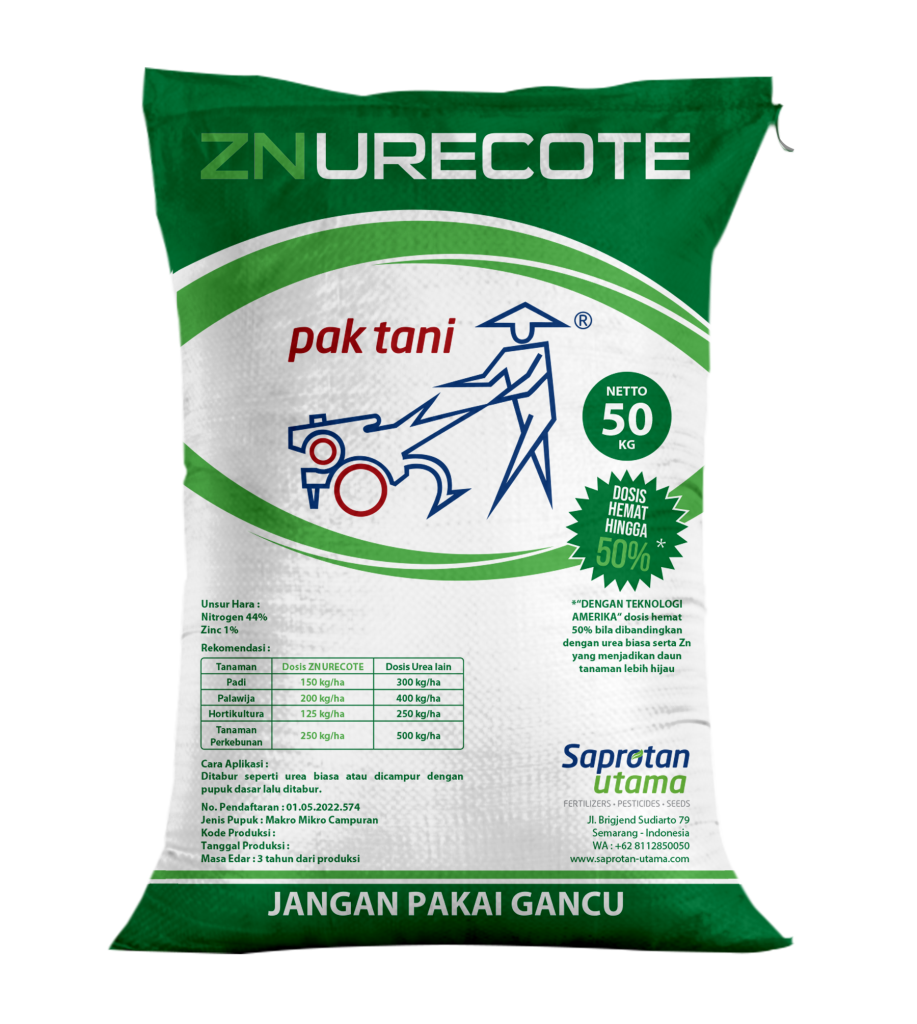 ZNURECOTE
pak tani
®
NETTO
50
KG
DOSIS
HEMAT
HINGGA
50% *
*"DENGAN TEKNOLOGI
AMERIKA" dosis hemat
50% bila dibandingkan
dengan urea biasa serta Zn
yang menjadikan daun
tanaman lebih hijau
Unsur Hara :
Nitrogen 44%
Zinc 1%
Rekomendasi :
Tanaman Dosis ZNURECOTE Dosis Urea lain
Padi 150 kg/ha 300 kg/ha
Palawija 200 kg/ha 400 kg/ha
Hortikultura 125 kg/ha 250 kg/ha
Tanaman
Perkebunan 250 kg/ha 500 kg/ha
Cara Aplikasi :
Ditabur seperti urea biasa atau dicampur dengan
pupuk dasar lalu ditabur.
No. Pendaftaran : 01.05.2022.574
Jenis Pupuk : Makro Mikro Campuran
Kode Produksi :
Tanggal Produksi :
Masa Edar : 3 tahun dari produksi
Saprotan
utama
FERTILIZERS • PESTICIDES • SEEDS
Jl. Brigjend Sudiarto 79
Semarang - Indonesia
WA : +62 8112850050
www.saprotan-utama.com
JANGAN PAKAI GANCU